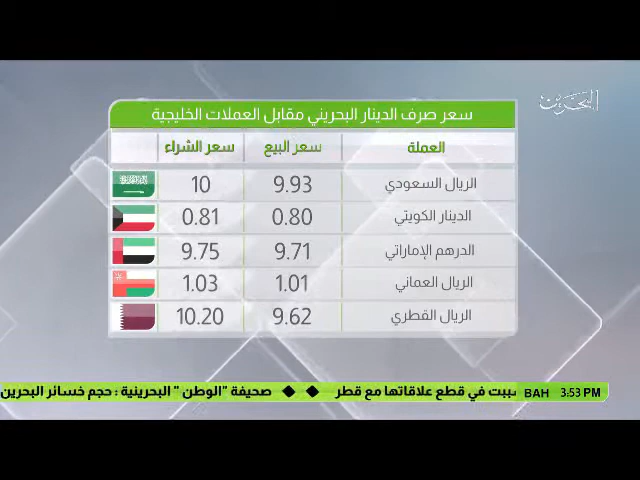 البحرين
سعر صرف الدينار البحريني مقابل العملات الخليجية
العملة سعر البيع سعر الشراء
الريال السعودي 9.93 10
الدينار الكويتي 0.80 0.81
الدرهم الإماراتي 9.71 9.75
الريال العماني 1.01 1.03
الريال القطري 9.62 10.20
BAH 3:53 PM
سببت في قطع علاقاتها مع قطر ◆ ◆ صحيفة "الوطن" البحرينية : حجم خسائر البحرين